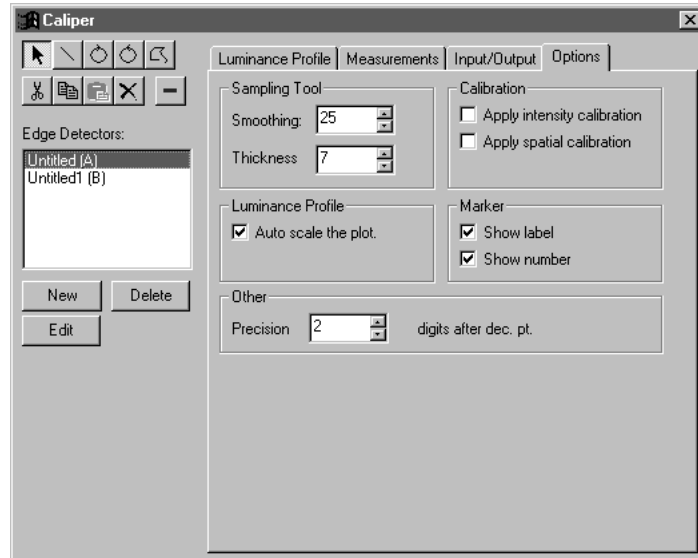 Caliper
Luminance Profile Measurements Input/Output Options
Edge Detectors:
Untitled (A)
Untitled1 (B)
New Delete
Edit
Sampling Tool
Smoothing: 25
Thickness 7
Calibration
Apply intensity calibration
Apply spatial calibration
Luminance Profile
Auto scale the plot.
Marker
Show label
Show number
Other
Precision 2 digits after dec. pt.